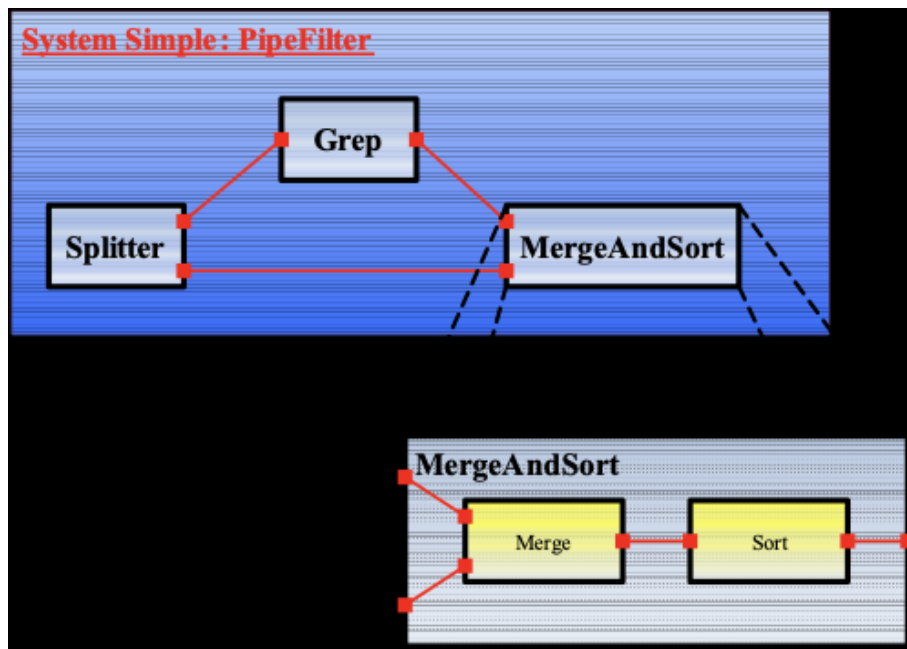 System Simple: PipeFilter
Grep
Splitter
MergeAndSort
MergeAndSort
Merge
Sort